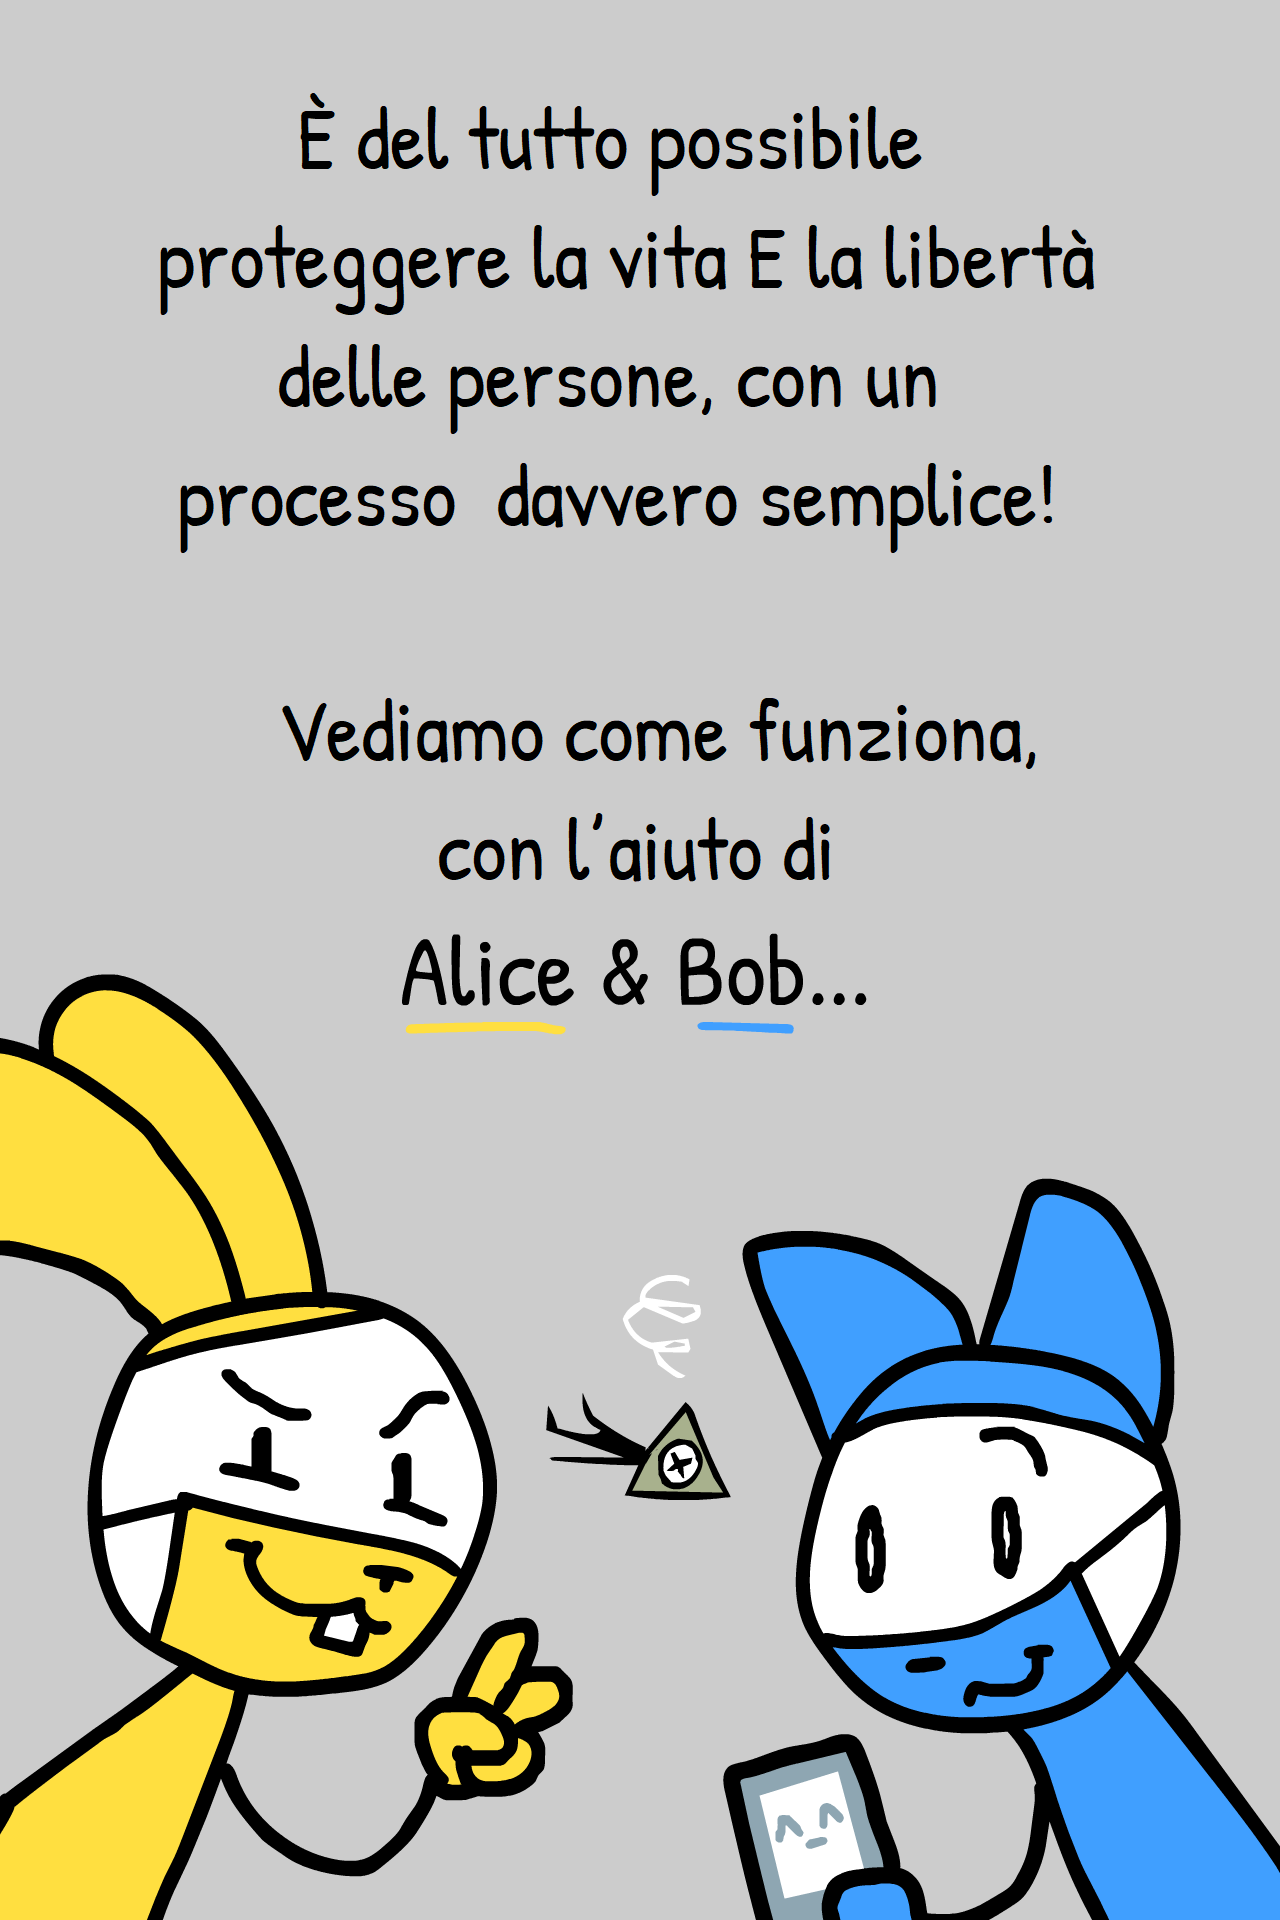 È del tutto possibile
proteggere la vita E la libertà
delle persone, con un
processo davvero semplice!
Vediamo come funziona,
con l'aiuto di
Alice & Bob...